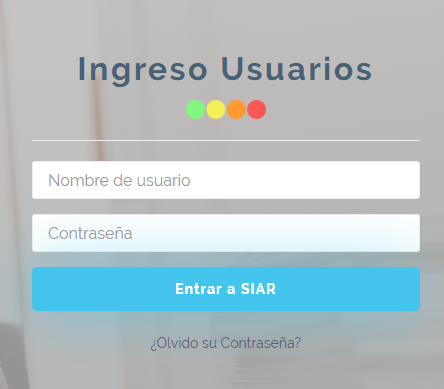 Ingreso Usuarios
Nombre de usuario
Contraseña
Entrar a SIAR
¿Olvido su Contraseña?